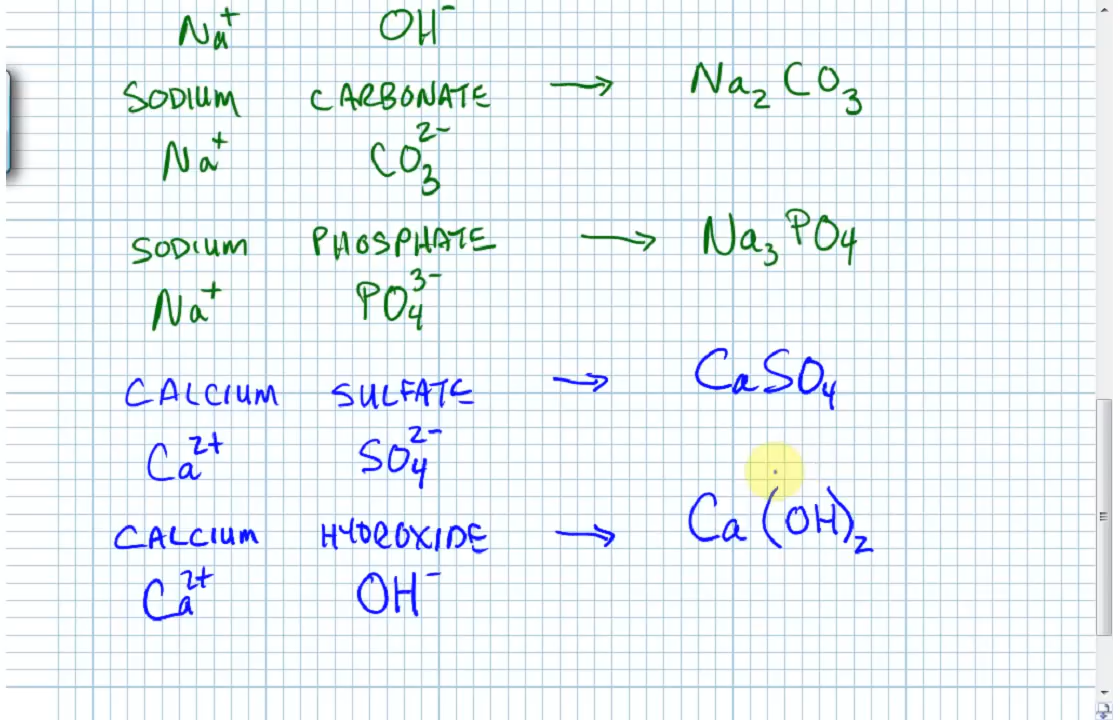 Na⁺ OH⁻
SODIUM CARBONATE → Na₂CO₃
Na⁺ CO₃²⁻
SODIUM PHOSPHATE → Na₃PO₄
Na⁺ PO₄³⁻
CALCIUM SULFATE → CaSO₄
Ca²⁺ SO₄²⁻
CALCIUM HYDROXIDE → Ca(OH)₂
Ca²⁺ OH⁻